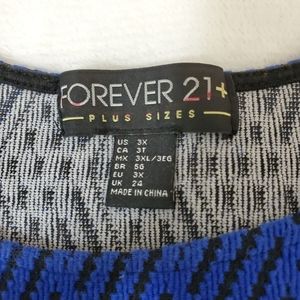 FOREVER 21+
PLUS SIZES
US 3X
CA 3T
MX 3XL/3EG
BR 56
EU 3X
UK 24
MADE IN CHINA